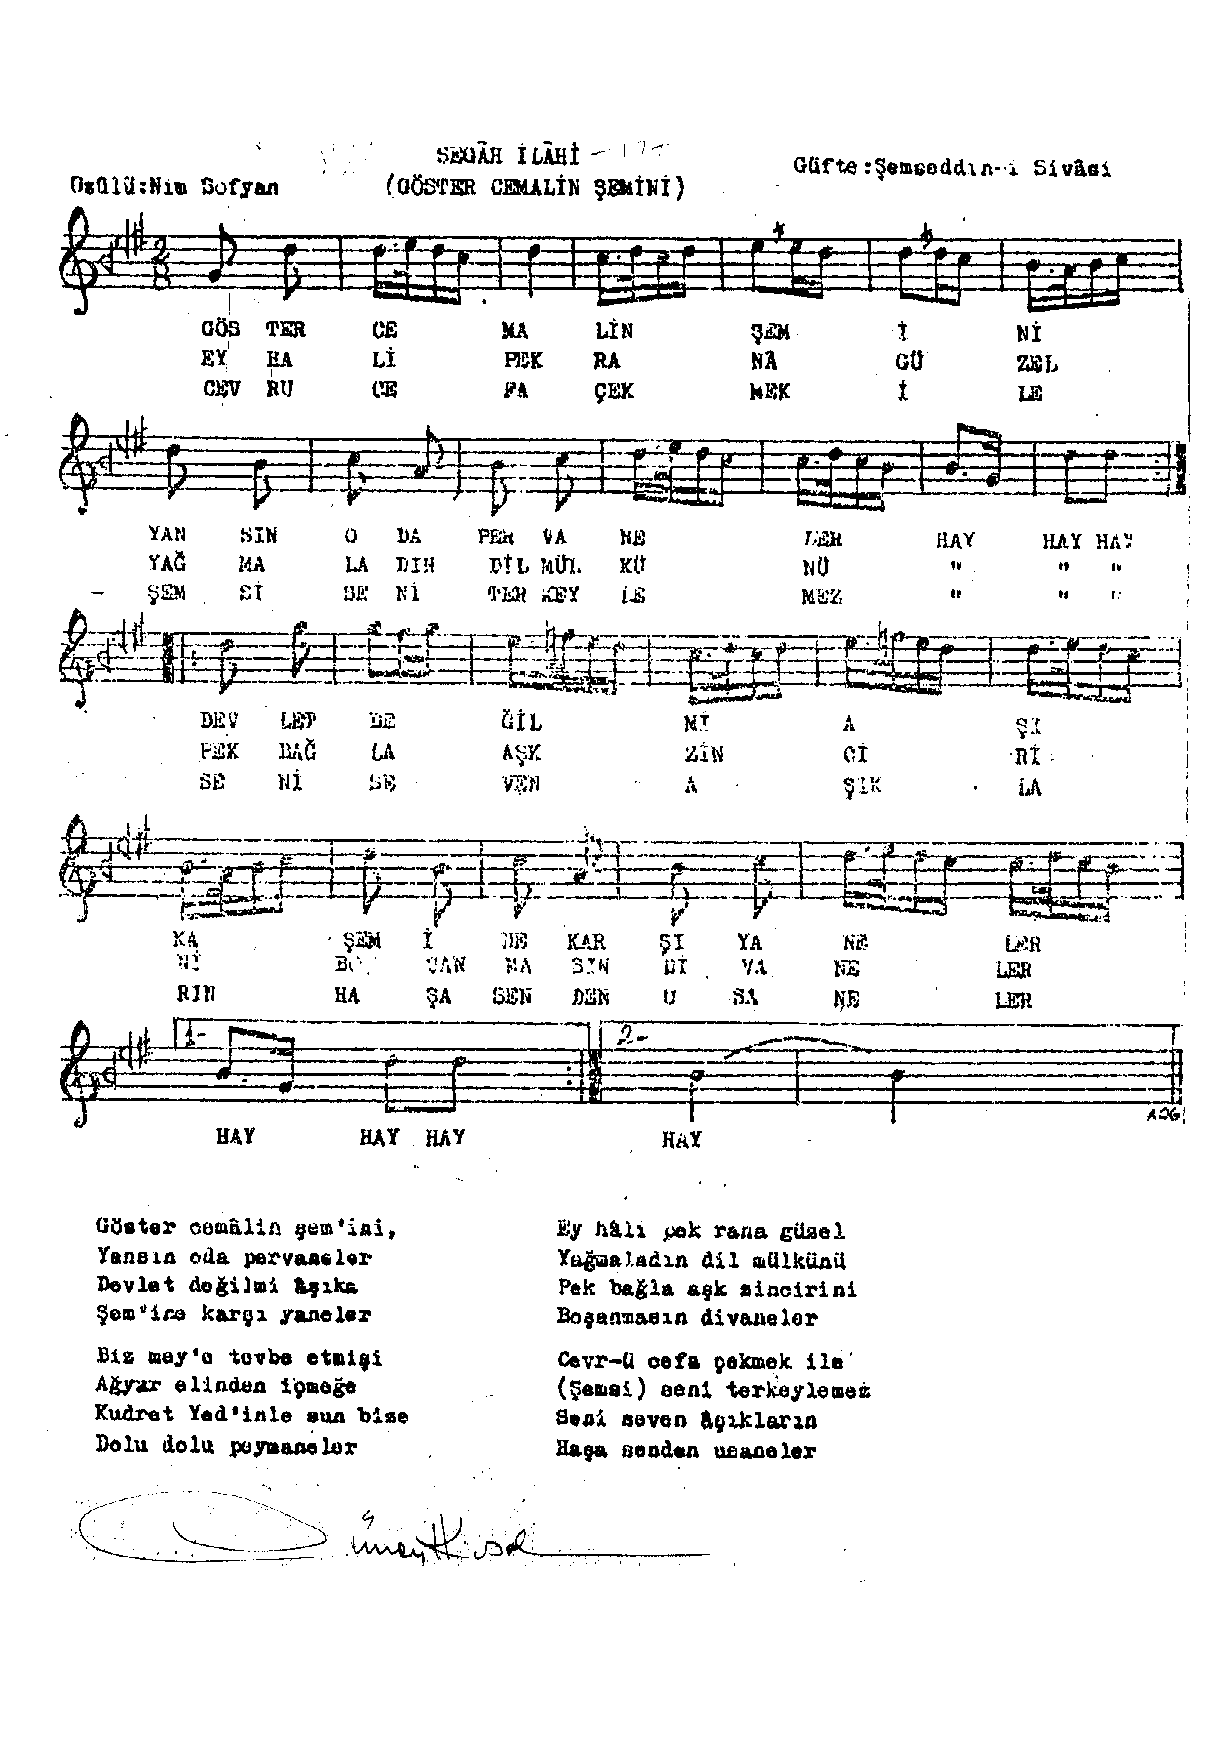 SEGÂH İLÂHİ
Usülü:Nim Sofyan (GÖSTER CEMALİN ŞEMİNİ) Güfte:Şemseddin-i Sivâsi
2
8
GÖS TER CE MA LİN ŞEM İ Nİ
EY HA Lİ PEK RA NÂ GÜ ZEL
CEV RU CE FA ÇEK MEK İ LE
YAN SIN O DA PER VA NE LER HAY HAY HAY
YAĞ MA LA DIN DİL MÜL KÜ NÜ " " "
ŞEM Sİ SE Nİ TER KEY LE MEZ " " "
DEV LET DE ĞİL Mİ A ŞI
PEK BAĞ LA AŞK ZİN Cİ Rİ
SE Nİ SE VEN A ŞIK LA
KA ŞEM İ NE KAR ŞI YA NE LER
Nİ BO ŞAN MA SIN Dİ VA NE LER
RIN HA ŞA SEN DEN U SA NE LER
1- 2-
HAY HAY HAY HAY
Göster cemâlin şem'ini,
Yansın oda pervaneler
Devlet değilmi âşıka
Şem'ine karşı yaneler
Biz mey'e tevbe etmişi
Ağyar elinden içmeğe
Kudret Yed'inle sun bize
Dolu dolu peymaneler
Ey hâli pek rana güzel
Yağmaladın dil mülkünü
Pek bağla aşk zincirini
Boşanmasın divaneler
Cevr-ü cefa çekmek ile
(Şemsi) seni terkeylemez
Seni seven âşıkların
Haşa senden usaneler